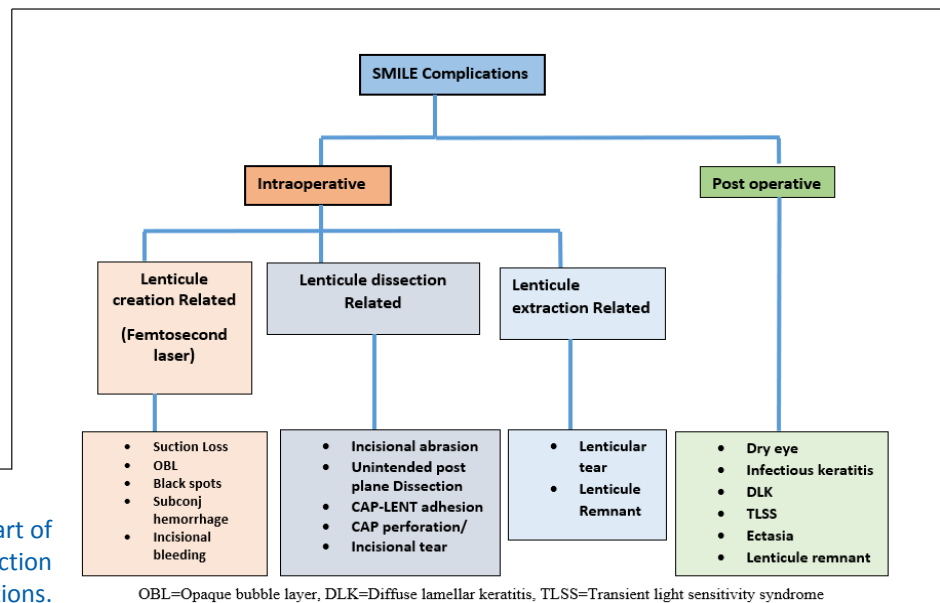 SMILE Complications
Intraoperative
Post operative
Lenticule
creation Related
(Femtosecond
laser)
Lenticule dissection
Related
Lenticule
extraction Related
• Suction Loss
• OBL
• Black spots
• Subconj
hemorrhage
• Incisional
bleeding
• Incisional abrasion
• Unintended post
plane Dissection
• CAP-LENT adhesion
• CAP perforation/
• Incisional tear
• Lenticular
tear
• Lenticule
Remnant
• Dry eye
• Infectious keratitis
• DLK
• TLSS
• Ectasia
• Lenticule remnant
art of
ction
tions.
OBL=Opaque bubble layer, DLK=Diffuse lamellar keratitis, TLSS=Transient light sensitivity syndrome